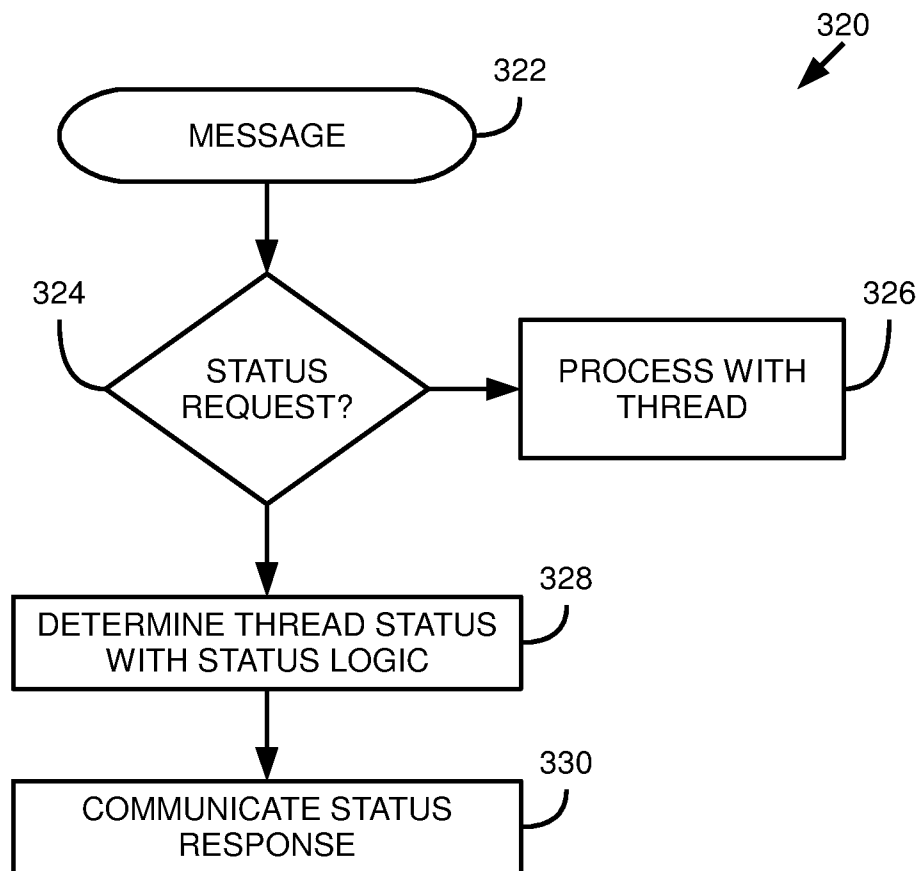 320
322
MESSAGE
324
STATUS
REQUEST?
326
PROCESS WITH
THREAD
328
DETERMINE THREAD STATUS
WITH STATUS LOGIC
330
COMMUNICATE STATUS
RESPONSE